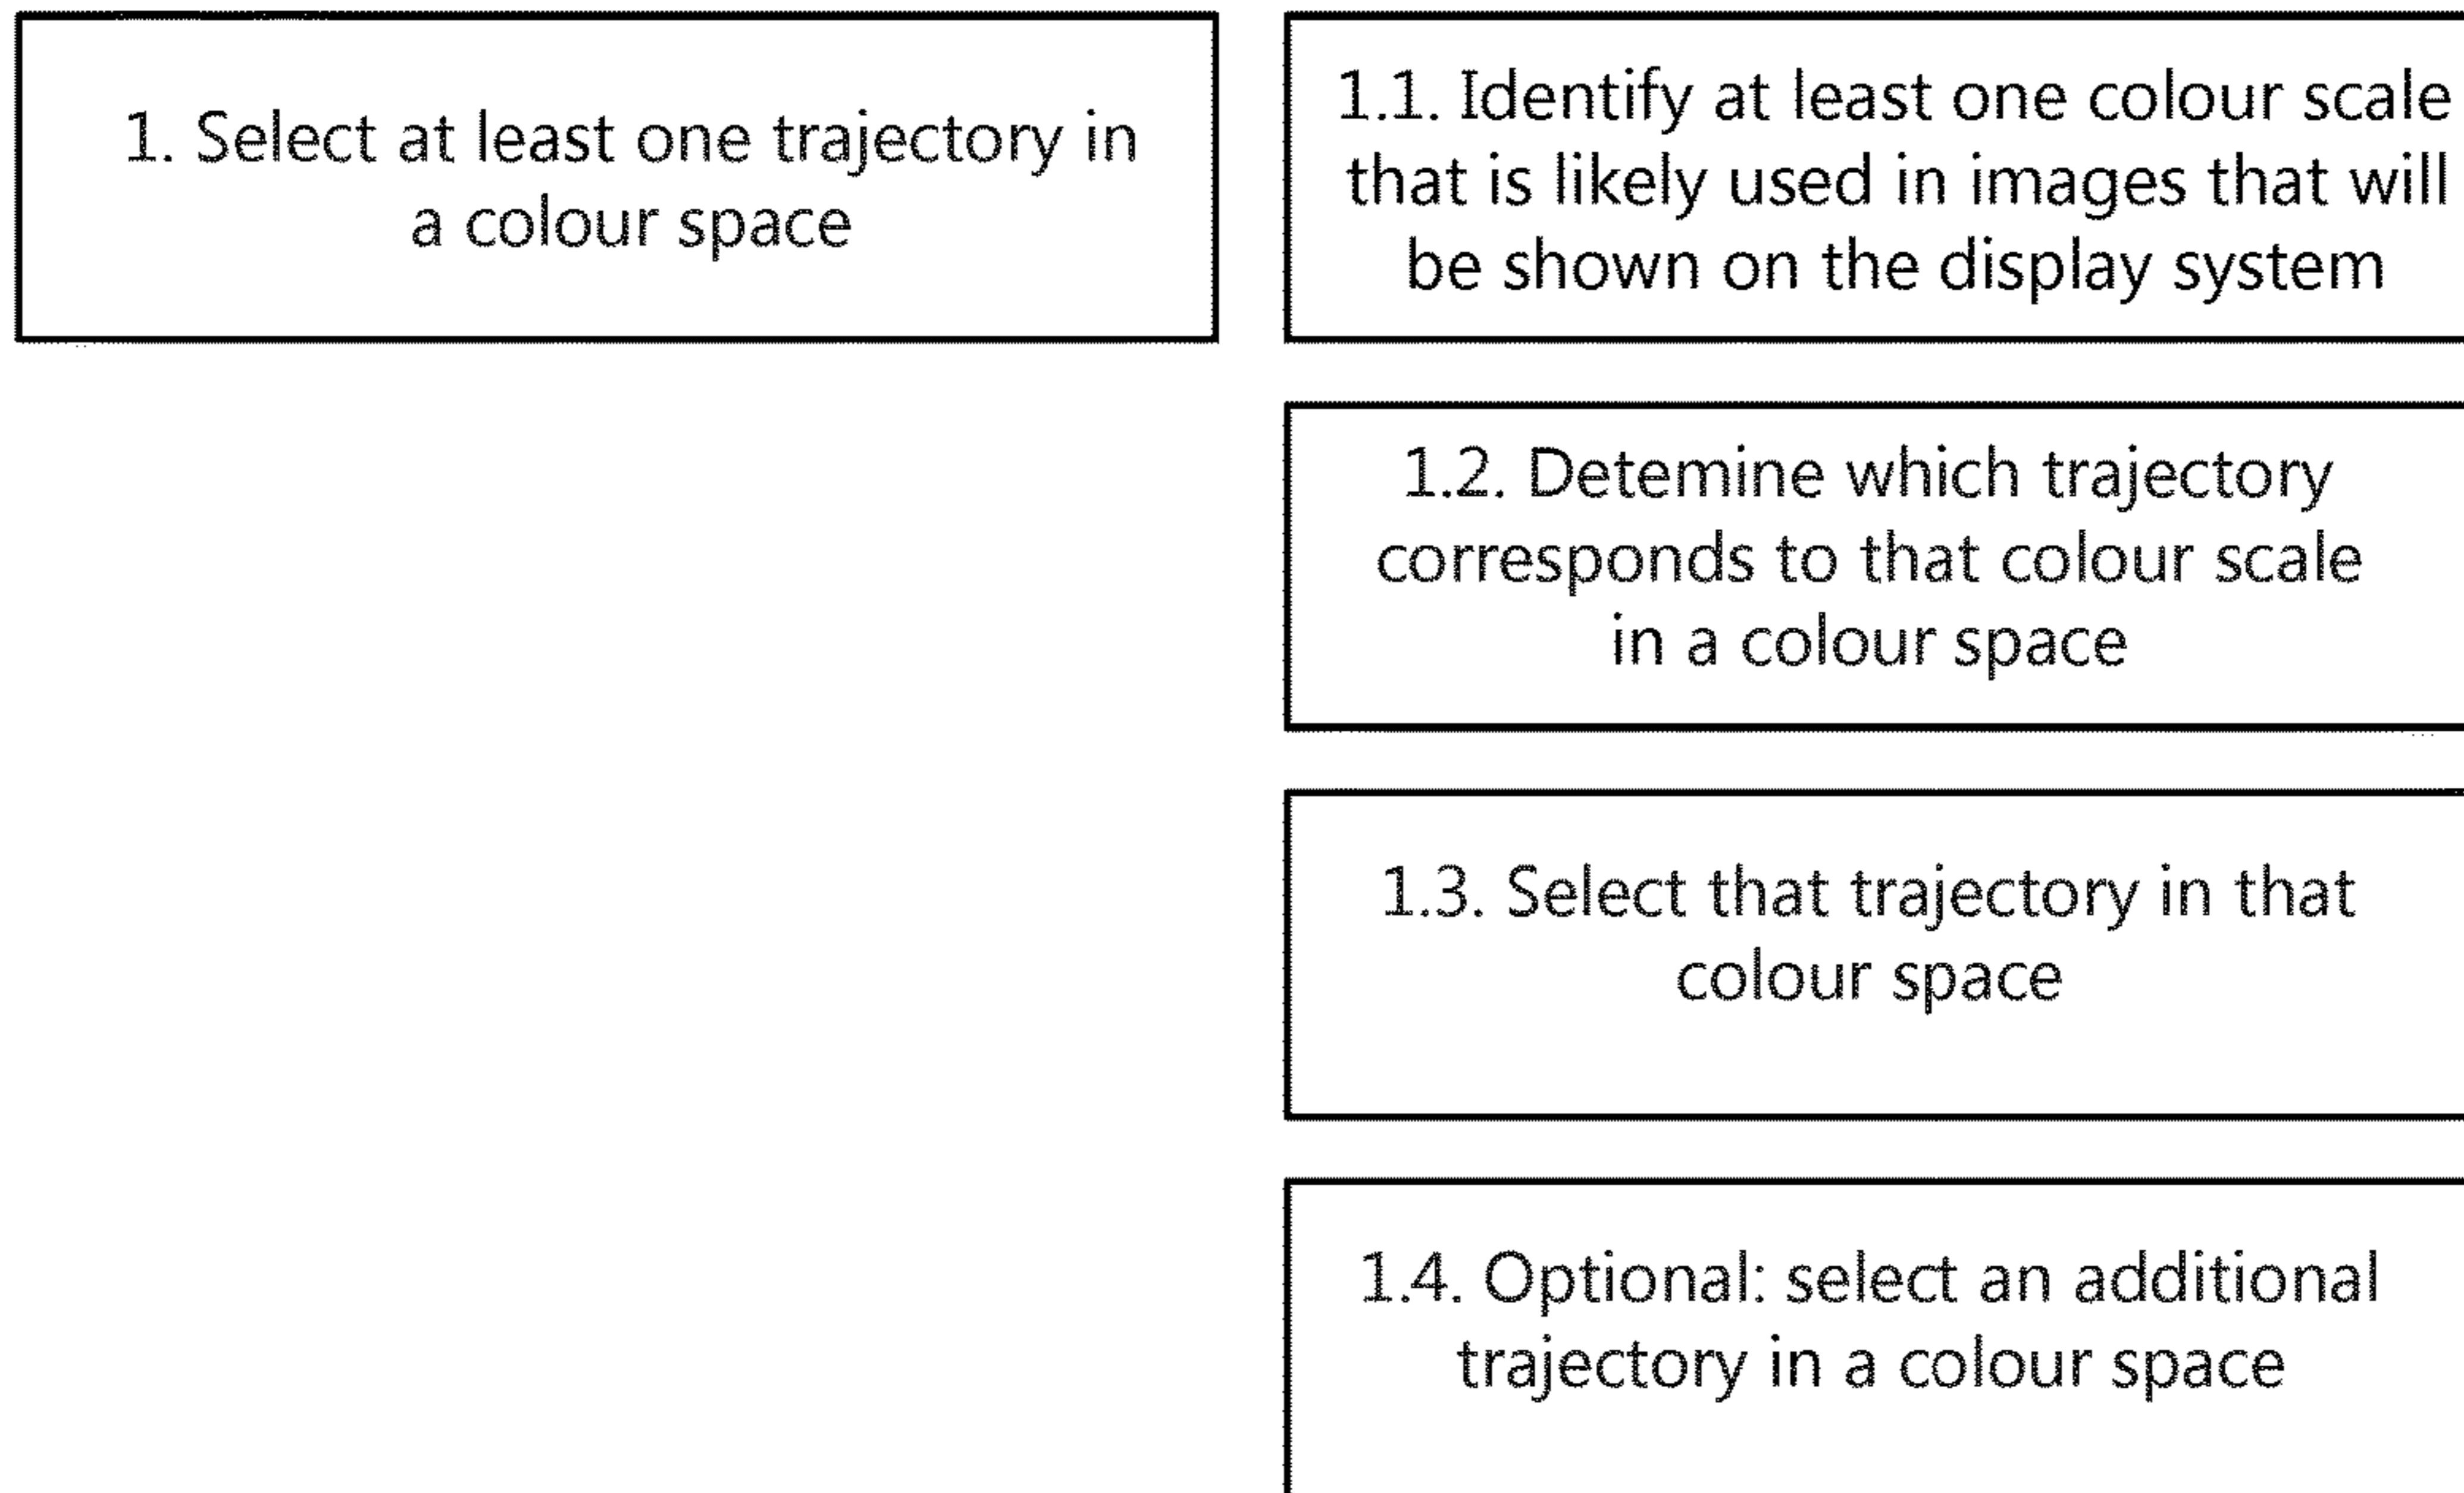 1. Select at least one trajectory in
a colour space
1.1. Identify at least one colour scale
that is likely used in images that will
be shown on the display system
1.2. Detemine which trajectory
corresponds to that colour scale
in a colour space
1.3. Select that trajectory in that
colour space
1.4. Optional: select an additional
trajectory in a colour space